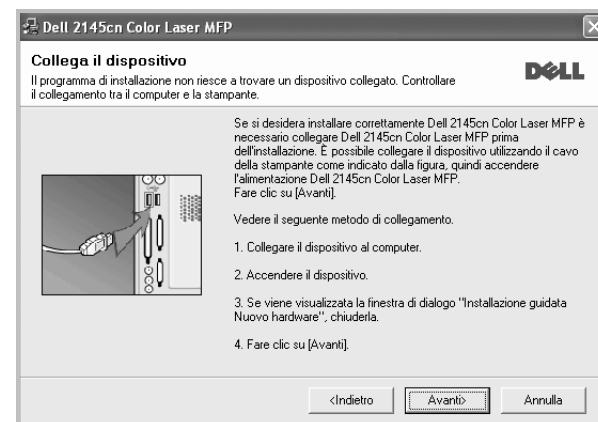 Dell 2145cn Color Laser MFP
Collega il dispositivo
Il programma di installazione non riesce a trovare un dispositivo collegato. Controllare
il collegamento tra il computer e la stampante.
DELL
Se si desidera installare correttamente Dell 2145cn Color Laser MFP è
necessario collegare Dell 2145cn Color Laser MFP prima
dell'installazione. È possibile collegare il dispositivo utilizzando il cavo
della stampante come indicato dalla figura, quindi accendere
l'alimentazione Dell 2145cn Color Laser MFP.
Fare clic su [Avanti].
Vedere il seguente metodo di collegamento.
1. Collegare il dispositivo al computer.
2. Accendere il dispositivo.
3. Se viene visualizzata la finestra di dialogo "Installazione guidata
Nuovo hardware", chiuderla.
4. Fare clic su [Avanti].
<Indietro
Avanti>
Annulla